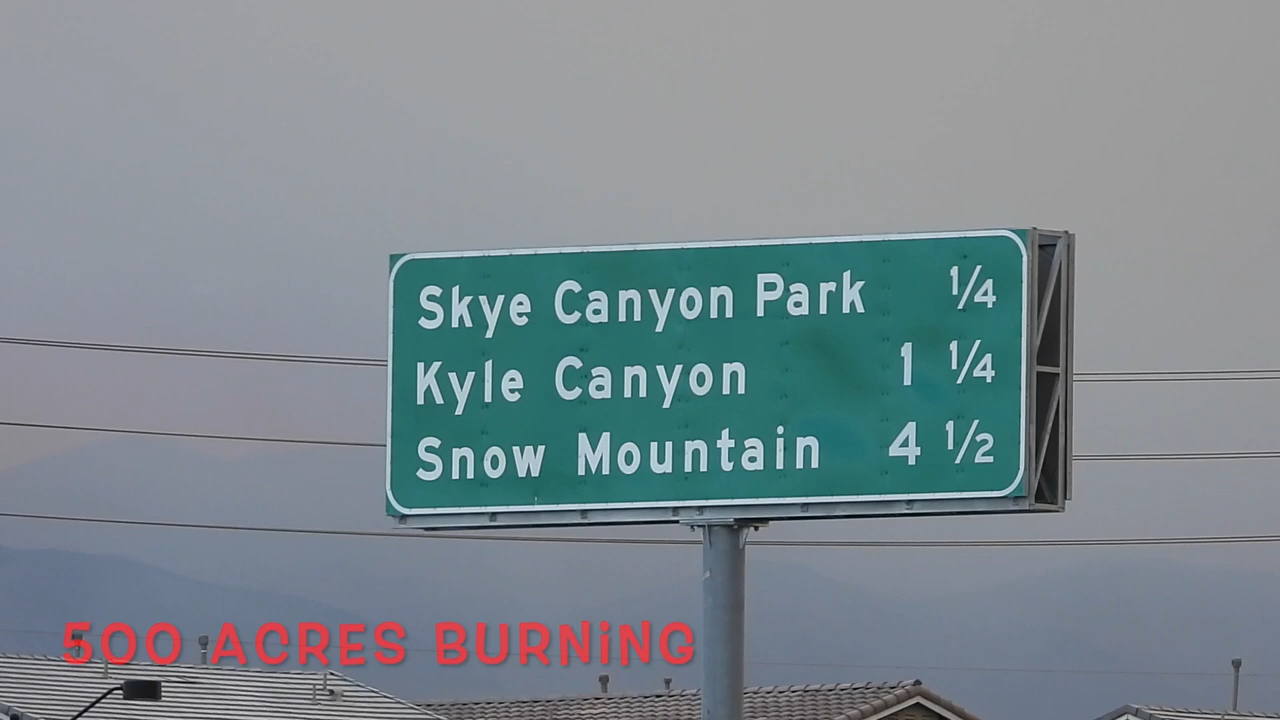 Skye Canyon Park 1/4
Kyle Canyon 1 1/4
Snow Mountain 4 1/2
500 ACRES BURNiNG